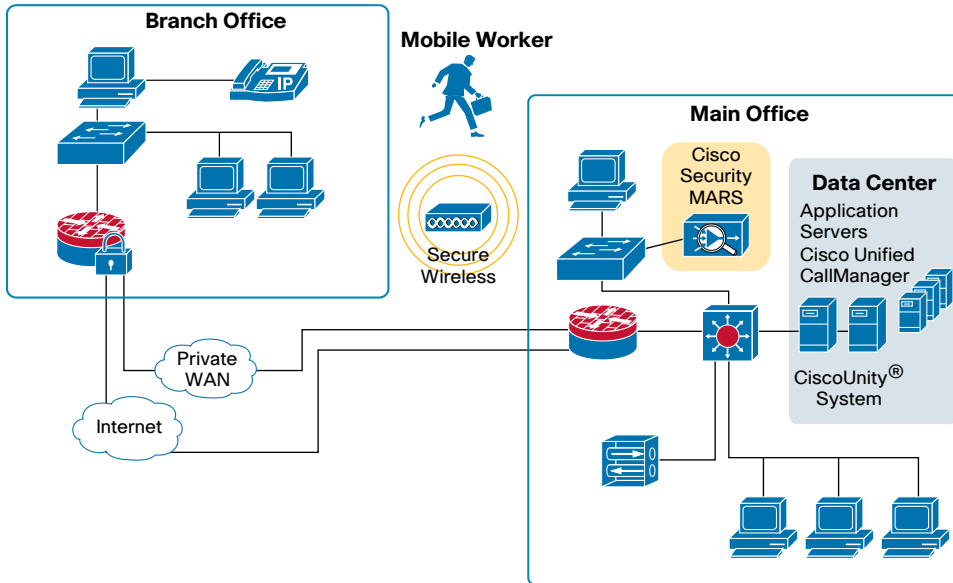 Branch Office
IP
Mobile Worker
Secure
Wireless
Private
WAN
Internet
Main Office
Cisco
Security
MARS
Data Center
Application
Servers
Cisco Unified
CallManager
CiscoUnity®
System